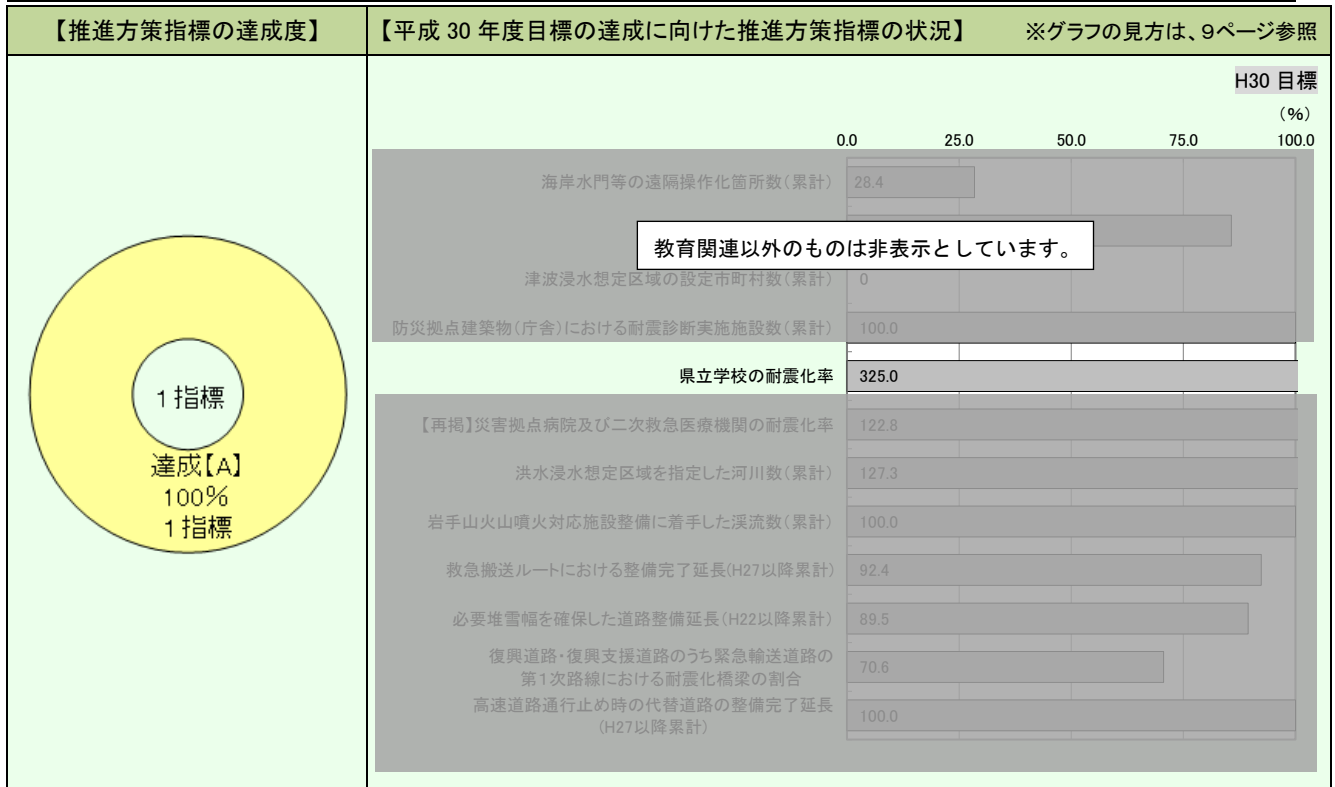 【推進方策指標の達成度】
【平成 30 年度目標の達成に向けた推進方策指標の状況】 ※グラフの見方は、9ページ参照
H30 目標
（%）
0.0 25.0 50.0 75.0 100.0
海岸水門等の遠隔操作化箇所数(累計) 28.4
教育関連以外のものは非表示としています。
津波浸水想定区域の設定市町村数(累計) 0
防災拠点建築物(庁舎)における耐震診断実施施設数(累計) 100.0
県立学校の耐震化率 325.0
【再掲】災害拠点病院及び二次救急医療機関の耐震化率 122.8
洪水浸水想定区域を指定した河川数(累計) 127.3
岩手山火山噴火対応施設整備に着手した渓流数(累計) 100.0
救急搬送ルートにおける整備完了延長(H27以降累計) 92.4
必要堆雪幅を確保した道路整備延長(H22以降累計) 89.5
復興道路・復興支援道路のうち緊急輸送道路の
第1次路線における耐震化橋梁の割合 70.6
高速道路通行止め時の代替道路の整備完了延長
(H27以降累計) 100.0
1指標
達成【A】
100%
1指標